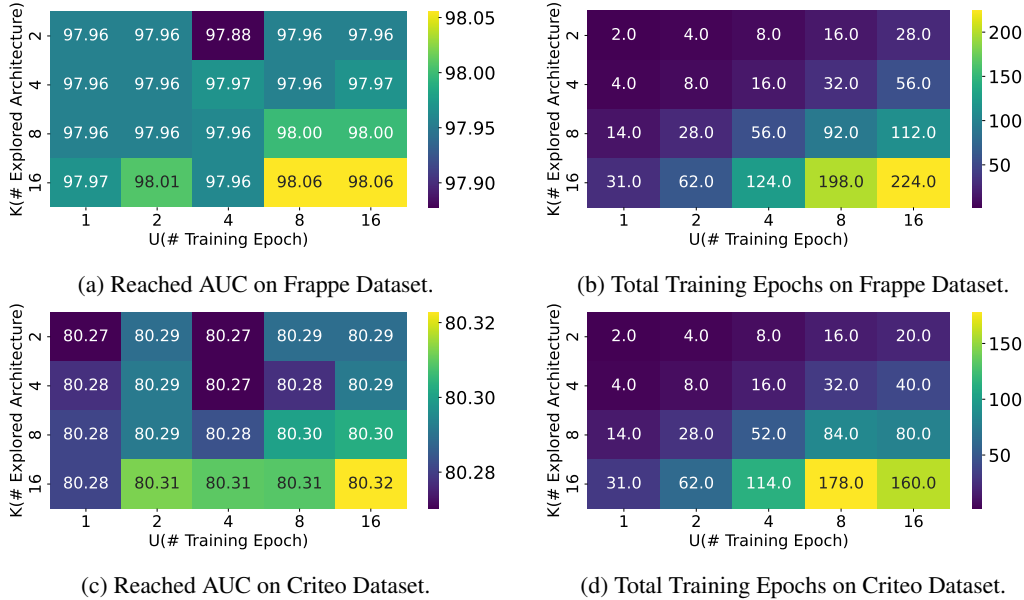 K(# Explored Architecture)
2 97.96 97.96 97.88 97.96 97.96
4 97.96 97.96 97.97 97.96 97.97
8 97.96 97.96 97.96 98.00 98.00
16 97.97 98.01 97.96 98.06 98.06
1 2 4 8 16
U(# Training Epoch)
98.05
98.00
97.95
97.90
(a) Reached AUC on Frappe Dataset.
K(# Explored Architecture)
2 2.0 4.0 8.0 16.0 28.0
4 4.0 8.0 16.0 32.0 56.0
8 14.0 28.0 56.0 92.0 112.0
16 31.0 62.0 124.0 198.0 224.0
1 2 4 8 16
U(# Training Epoch)
200
150
100
50
(b) Total Training Epochs on Frappe Dataset.
K(# Explored Architecture)
2 80.27 80.29 80.27 80.29 80.29
4 80.28 80.29 80.27 80.28 80.29
8 80.28 80.29 80.28 80.30 80.30
16 80.28 80.31 80.31 80.31 80.32
1 2 4 8 16
U(# Training Epoch)
80.32
80.30
80.28
(c) Reached AUC on Criteo Dataset.
K(# Explored Architecture)
2 2.0 4.0 8.0 16.0 20.0
4 4.0 8.0 16.0 32.0 40.0
8 14.0 28.0 52.0 84.0 80.0
16 31.0 62.0 114.0 178.0 160.0
1 2 4 8 16
U(# Training Epoch)
150
100
50
(d) Total Training Epochs on Criteo Dataset.